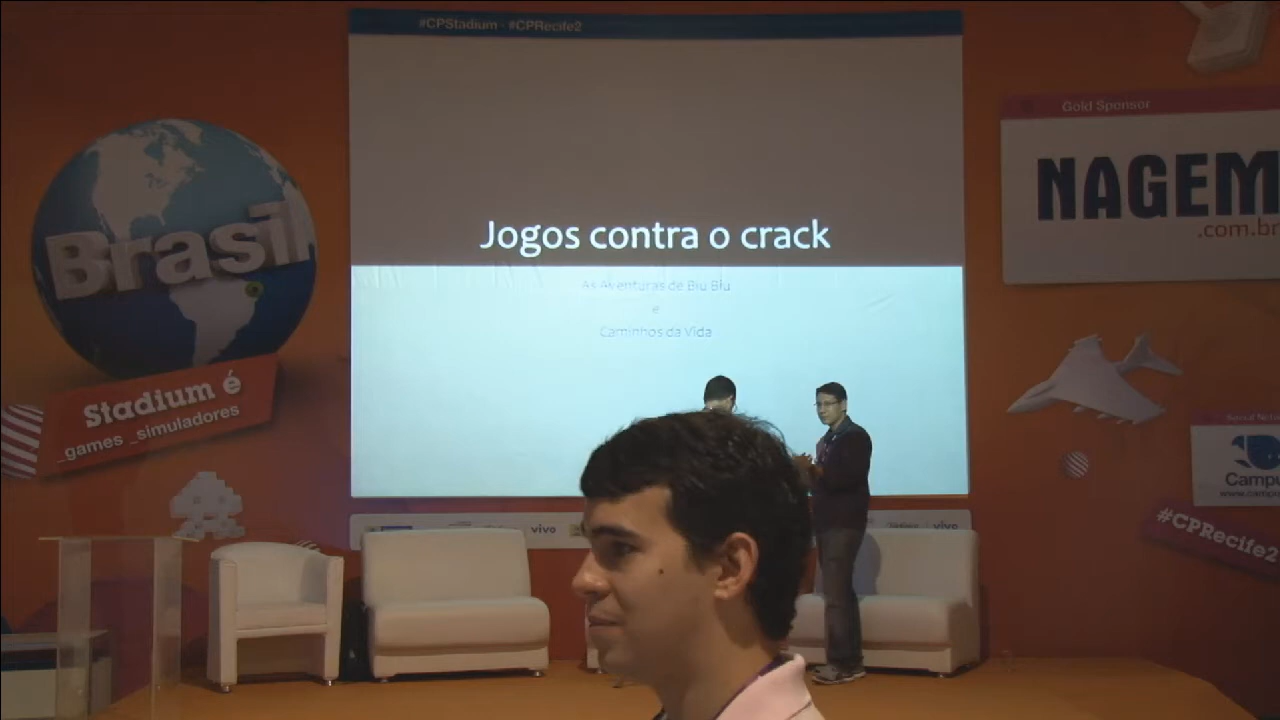 #CPStadium - #CPRecife2
Gold Sponsor
NAGEM
.com.br
Brasil
Jogos contra o crack
As Aventuras de Biu Biu
e
Caminhos da Vida
Stadium é
_games _simuladores
Campu
#CPRecife2
vivo
vivo